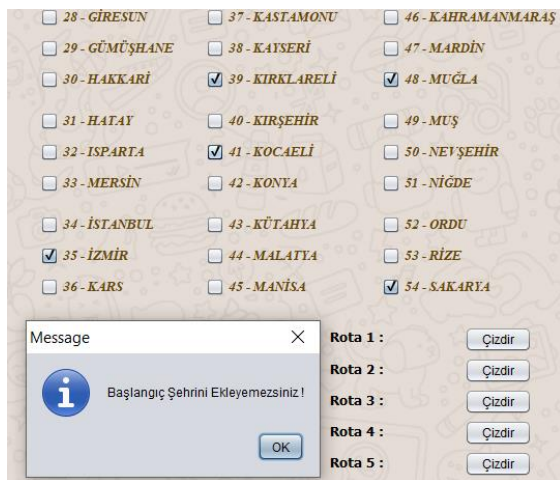 28 - GİRESUN 37 - KASTAMONU 46 - KAHRAMANMARAŞ
29 - GÜMÜŞHANE 38 - KAYSERİ 47 - MARDİN
30 - HAKKARİ 39 - KIRKLARELİ 48 - MUĞLA
31 - HATAY 40 - KIRŞEHİR 49 - MUŞ
32 - ISPARTA 41 - KOCAELİ 50 - NEVŞEHİR
33 - MERSİN 42 - KONYA 51 - NİĞDE
34 - İSTANBUL 43 - KÜTAHYA 52 - ORDU
35 - İZMİR 44 - MALATYA 53 - RİZE
36 - KARS 45 - MANİSA 54 - SAKARYA
Message
Başlangıç Şehrini Ekleyemezsiniz !
OK
Rota 1 : Çizdir
Rota 2 : Çizdir
Rota 3 : Çizdir
Rota 4 : Çizdir
Rota 5 : Çizdir